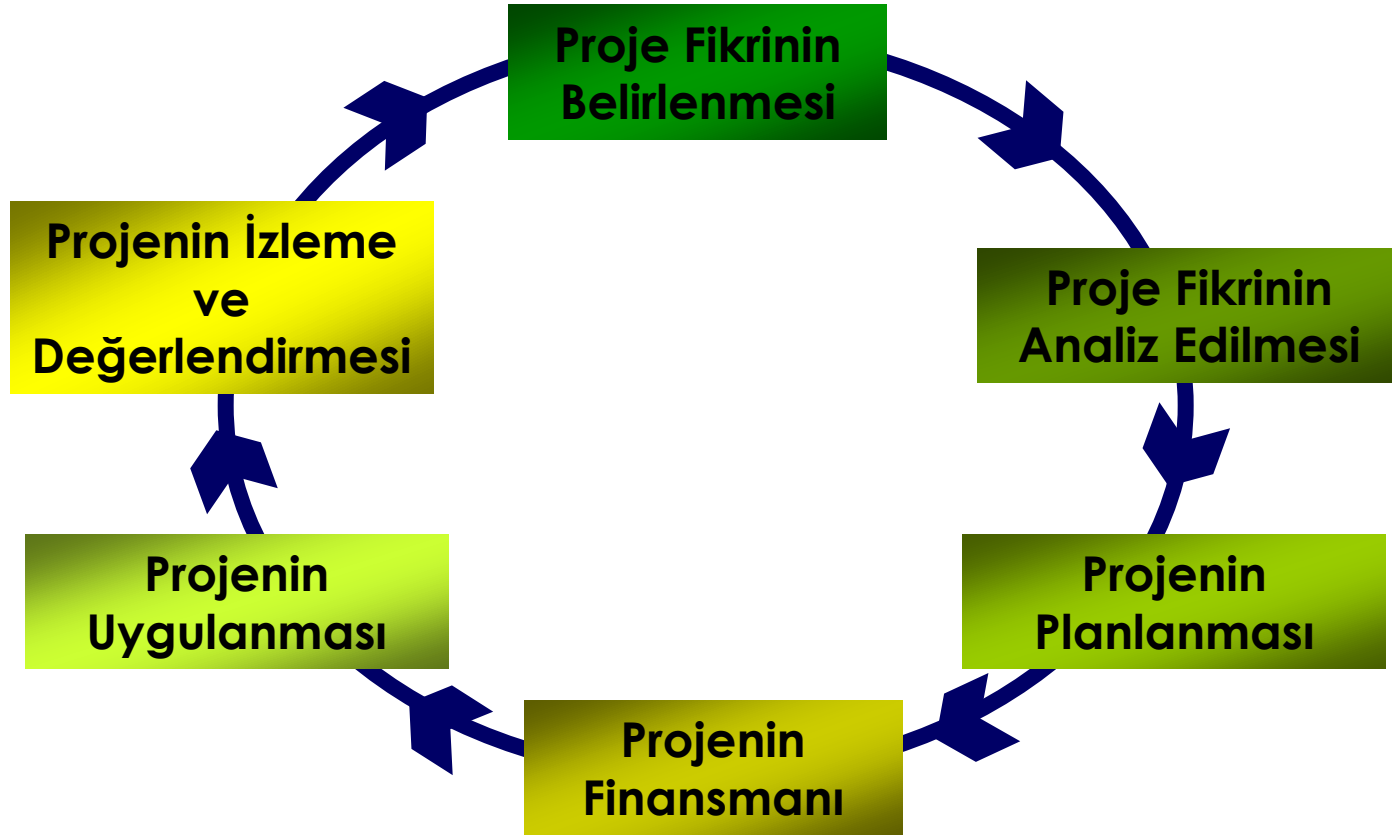 Proje Fikrinin
Belirlenmesi
Proje Fikrinin
Analiz Edilmesi
Projenin
Planlanması
Projenin
Finansmanı
Projenin
Uygulanması
Projenin İzleme
ve
Değerlendirmesi